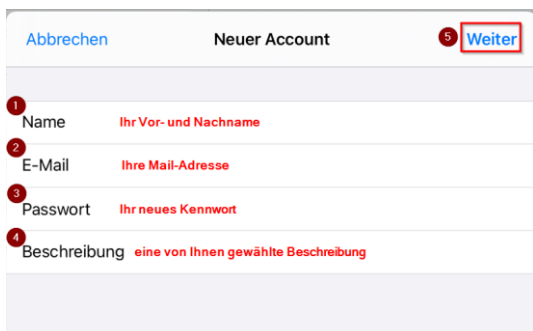 Abbrechen Neuer Account 5 Weiter
1
Name Ihr Vor- und Nachname
2
E-Mail Ihre Mail-Adresse
3
Passwort Ihr neues Kennwort
4
Beschreibung eine von Ihnen gewählte Beschreibung